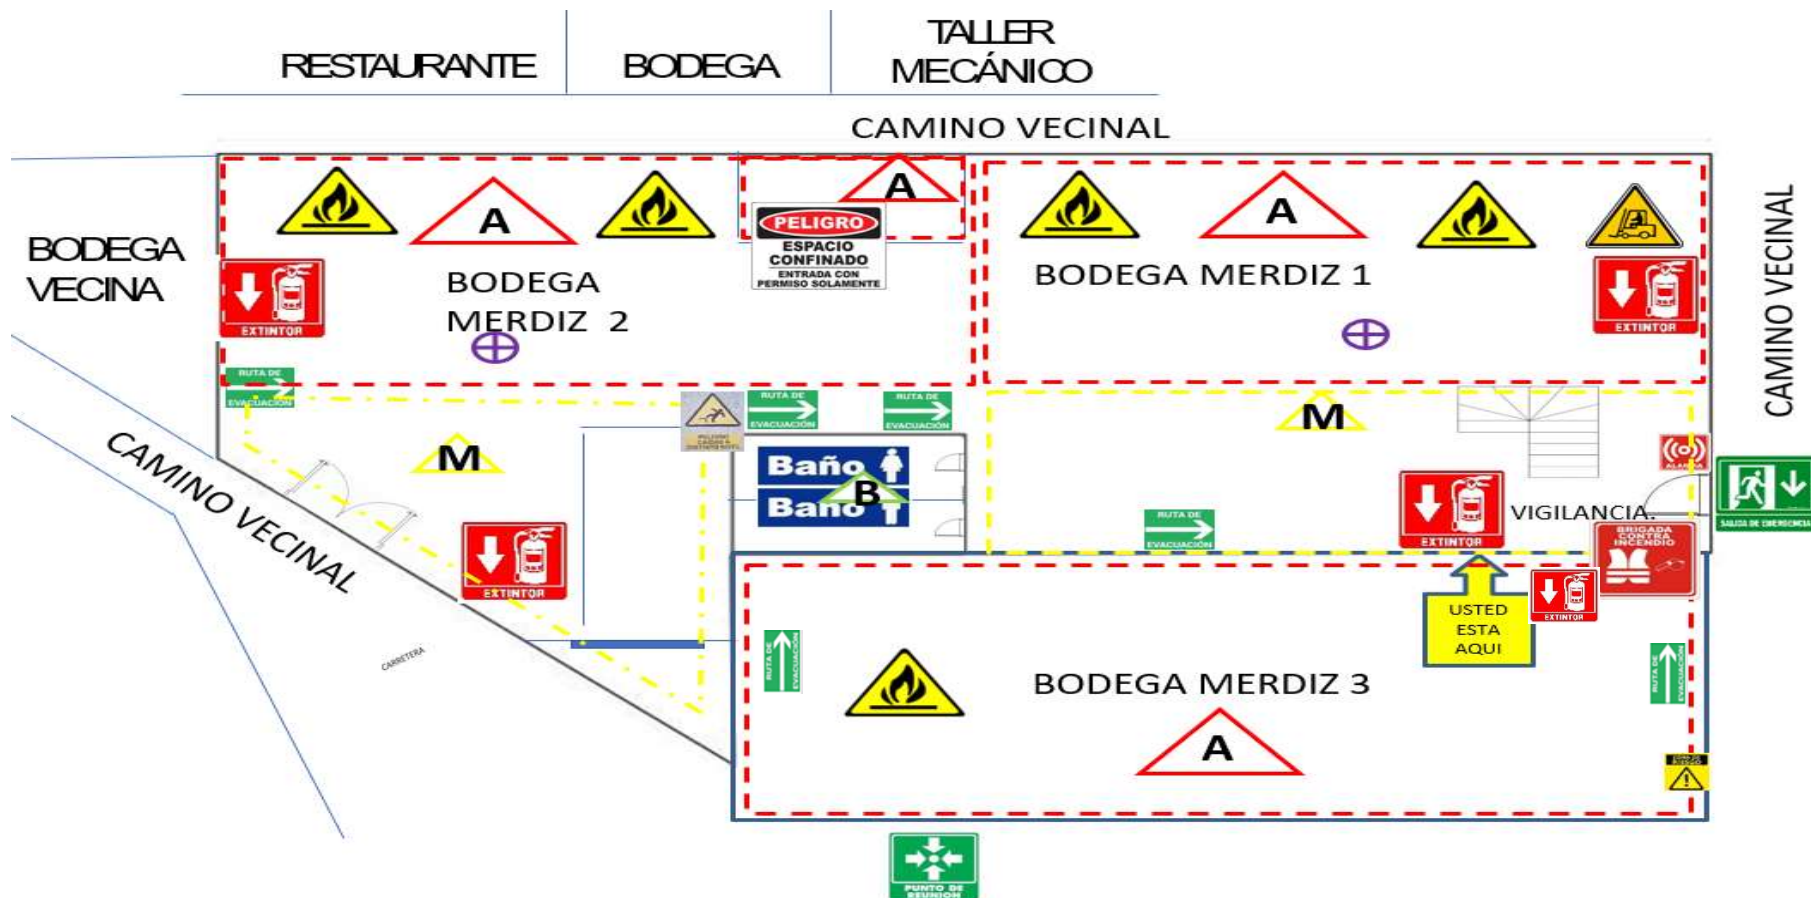 RESTAURANTE
BODEGA
TALLER
MECÁNICO
CAMINO VECINAL
A
A
A
PELIGRO
ESPACIO
CONFINADO
ENTRADA CON
PERMISO SOLAMENTE
BODEGA
VECINA
EXTINTOR
BODEGA
MERDIZ 2
BODEGA MERDIZ 1
EXTINTOR
CAMINO VECINAL
RUTA DE
EVACUACIÓN
RUTA DE
EVACUACIÓN
RUTA DE
EVACUACIÓN
M
M
CAMINO VECINAL
Baño
B
Baño
ALARMA
SALIDA DE EMERGENCIA
EXTINTOR
VIGILANCIA.
RUTA DE
EVACUACIÓN
EXTINTOR
BRIGADA
CONTRA
INCENDIO
EXTINTOR
USTED
ESTA
AQUI
CARRETERA
RUTA DE
EVACUACIÓN
BODEGA MERDIZ 3
RUTA DE
EVACUACIÓN
A
PUNTO DE
REUNION